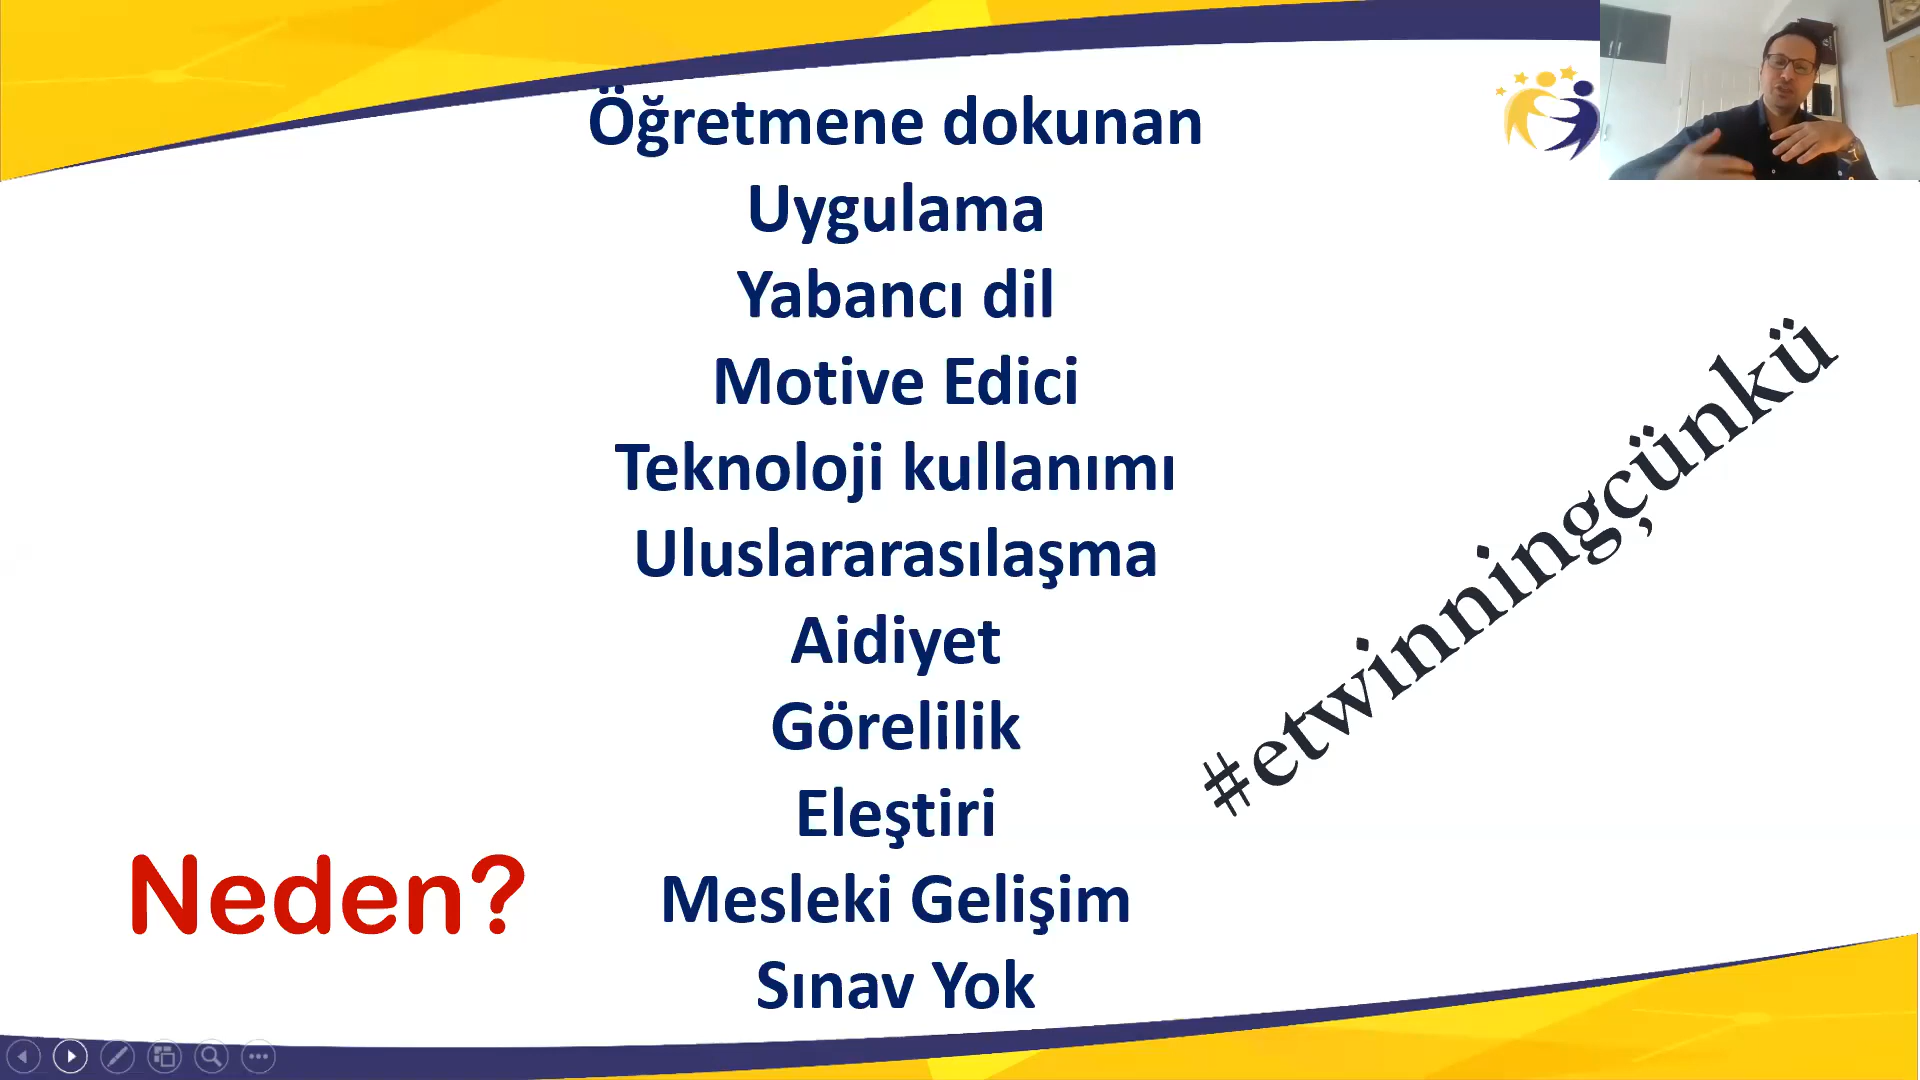 Öğretmene dokunan
Uygulama
Yabancı dil
Motive Edici
Teknoloji kullanımı
Uluslararasılaşma
Aidiyet
Görelilik
Eleştiri
Mesleki Gelişim
Sınav Yok
Neden?
#etwinningçünkü